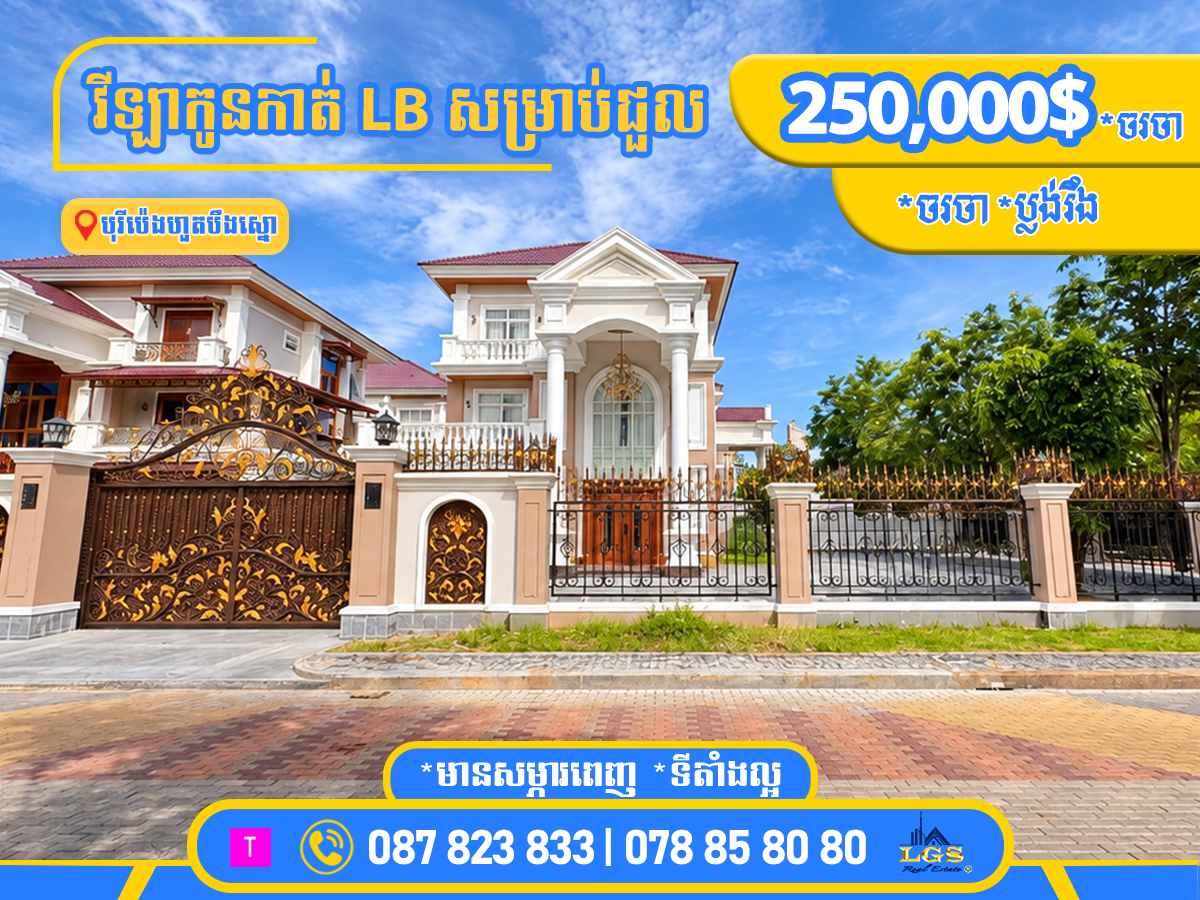 វីឡាកូនកាត់ LB សម្រាប់ជួល
250,000$ *ចរចា
*ចរចា *ប្លង់រឹង
បុរីប៉េងហួតបឹងស្នោ
*មានសម្ភារពេញ *ទីតាំងល្អ
T 087 823 833 | 078 85 80 80
LGS
Real Estate ®